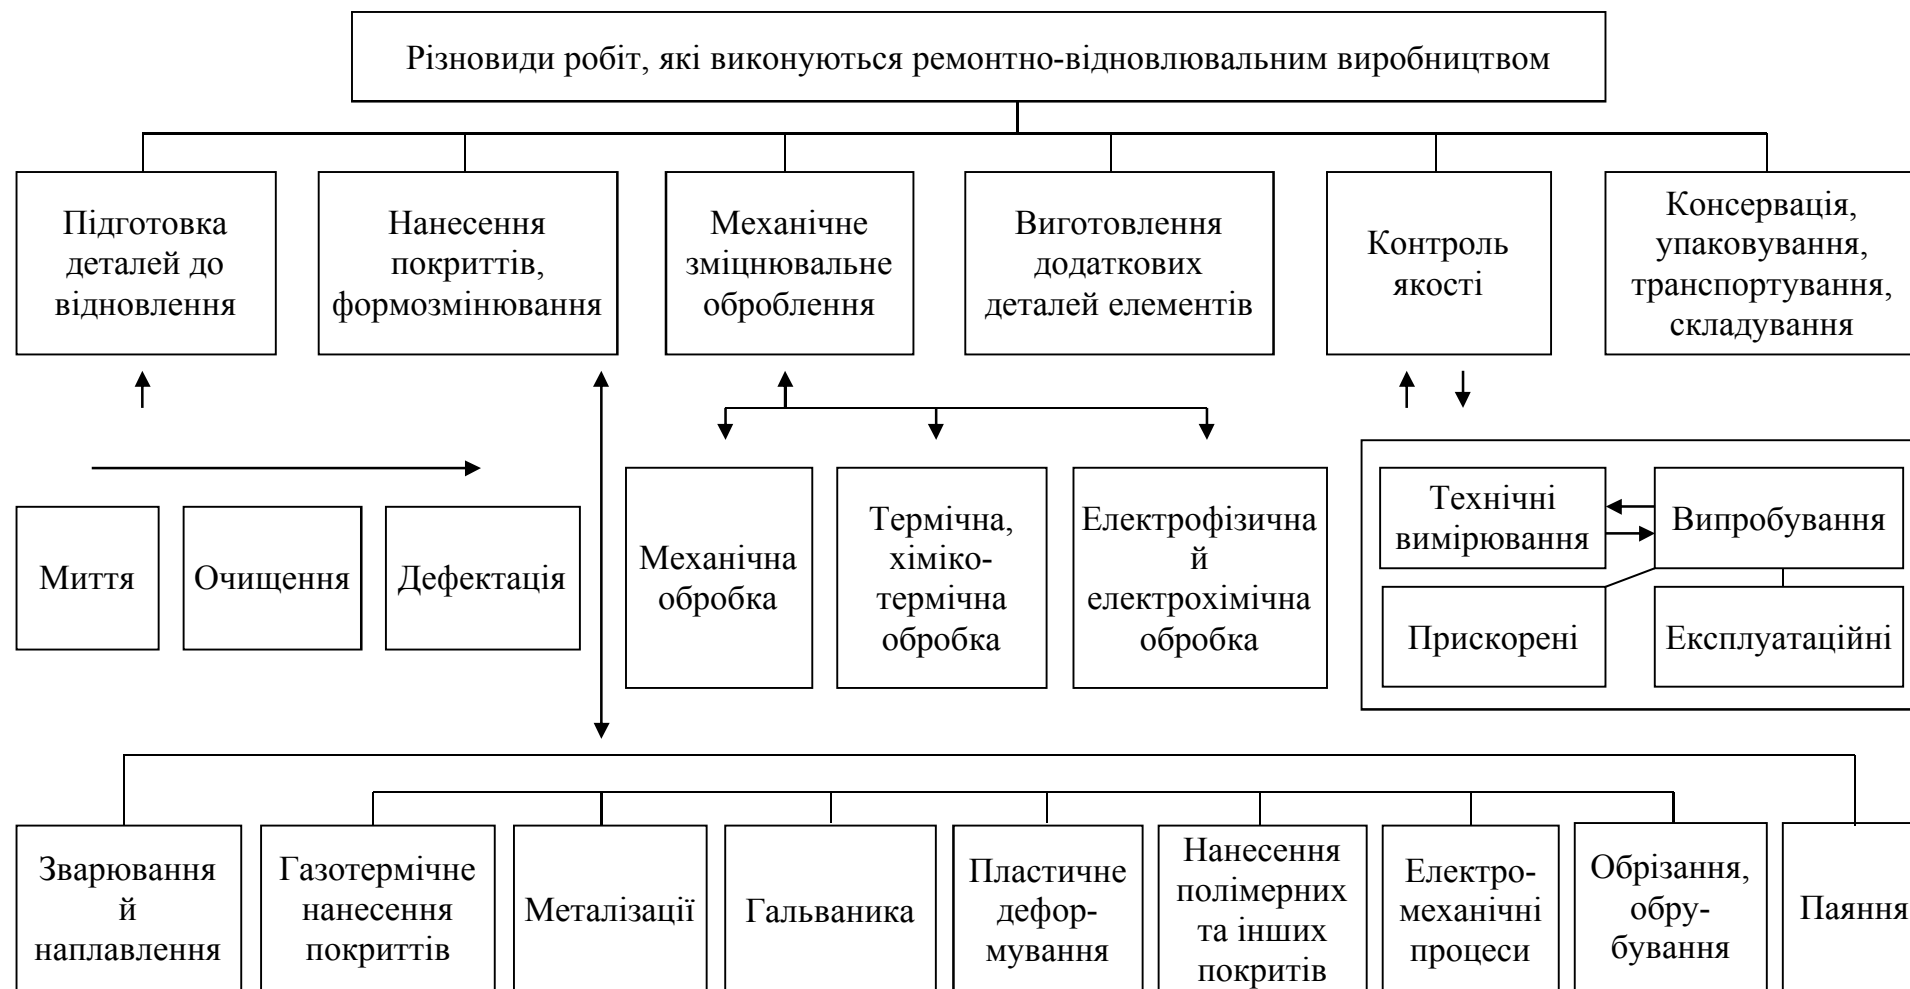 Різновиди робіт, які виконуються ремонтно-відновлювальним виробництвом
Підготовка
деталей до
відновлення
Нанесення
покриттів,
формозмінювання
Механічне
зміцнювальне
оброблення
Виготовлення
додаткових
деталей елементів
Контроль
якості
Консервація,
упаковування,
транспортування,
складування
Миття
Очищення
Дефектація
Механічна
обробка
Термічна,
хіміко-
термічна
обробка
Електрофізична
й
електрохімічна
обробка
Технічні
вимірювання
Випробування
Прискорені
Експлуатаційні
Зварювання
й
наплавлення
Газотермічне
нанесення
покриттів
Металізації
Гальваника
Пластичне
дефор-
мування
Нанесення
полімерних
та інших
покритів
Електро-
механічні
процеси
Обрізання,
обру-
бування
Паяння